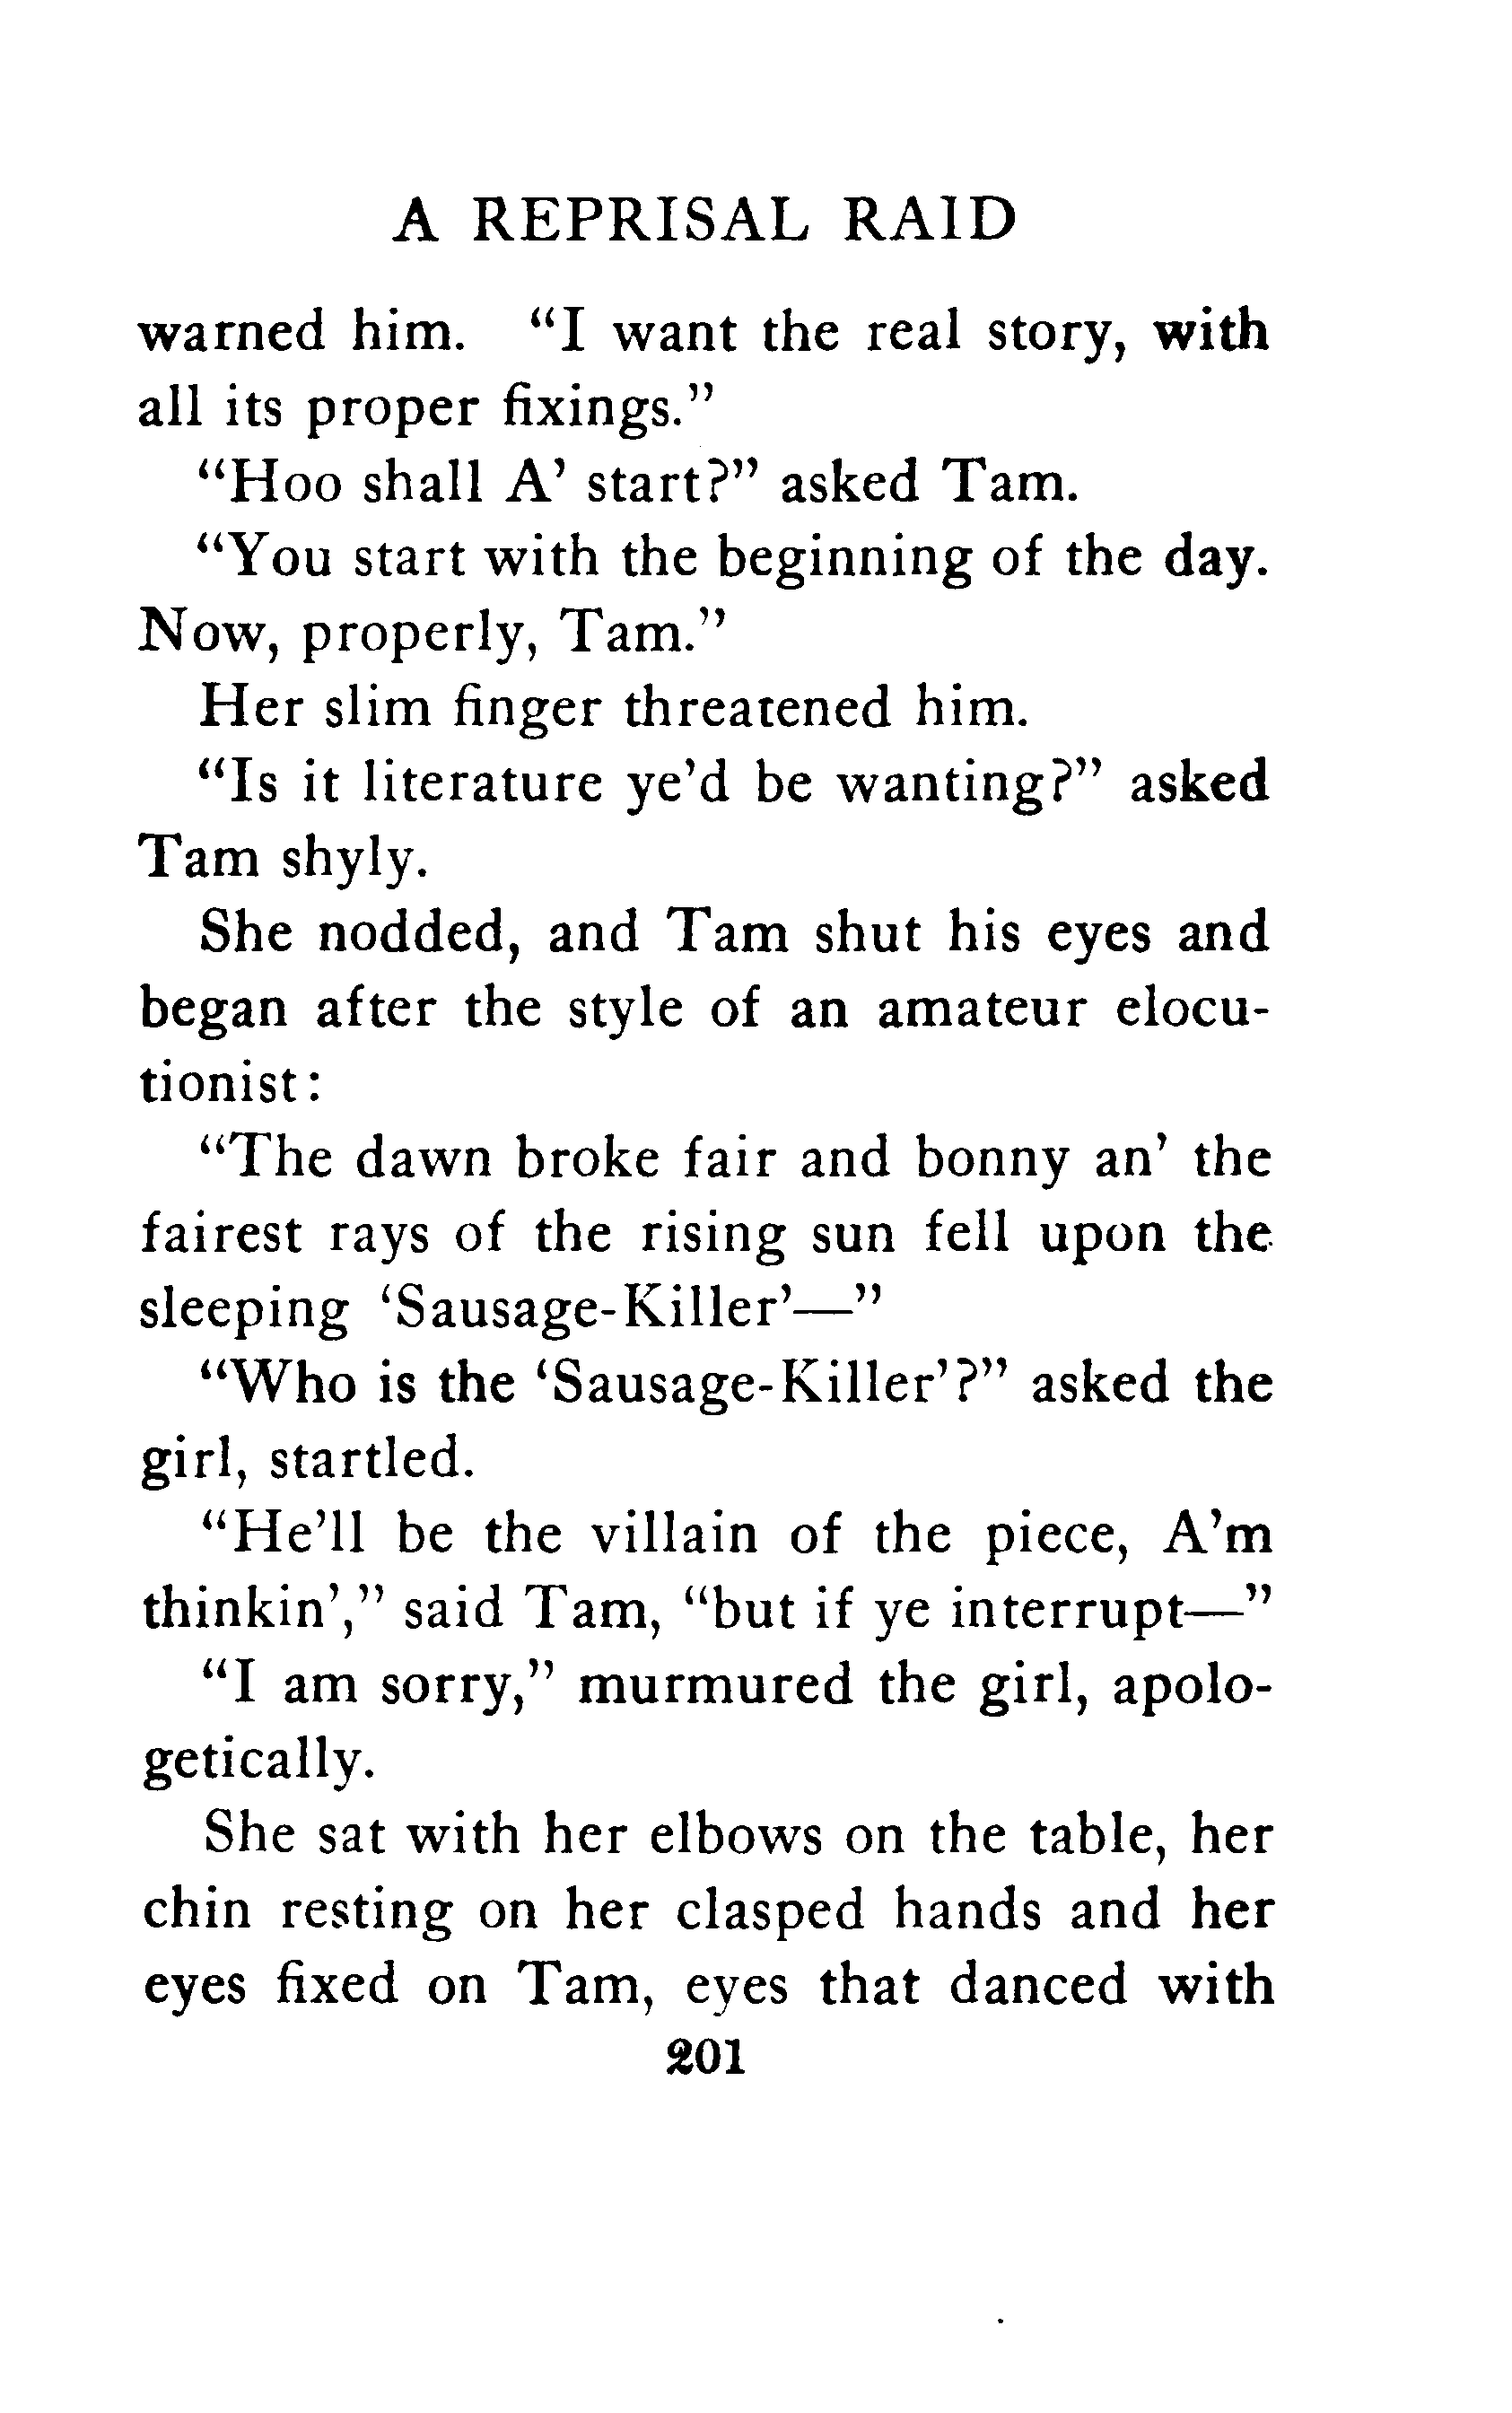 A REPRISAL RAID
warned him. “I want the real story, with
all its proper fixings.”
“Hoo shall A’ start?” asked Tam.
“You start with the beginning of the day.
Now, properly, Tam.”
Her slim finger threatened him.
“Is it literature ye’d be wanting?” asked
Tam shyly.
She nodded, and Tam shut his eyes and
began after the style of an amateur elocu-
tionist:
“The dawn broke fair and bonny an’ the
fairest rays of the rising sun fell upon the
sleeping ‘Sausage-Killer’—”
“Who is the ‘Sausage-Killer’?” asked the
girl, startled.
“He’ll be the villain of the piece, A’m
thinkin’,” said Tam, “but if ye interrupt—”
“I am sorry,” murmured the girl, apolo-
getically.
She sat with her elbows on the table, her
chin resting on her clasped hands and her
eyes fixed on Tam, eyes that danced with
201